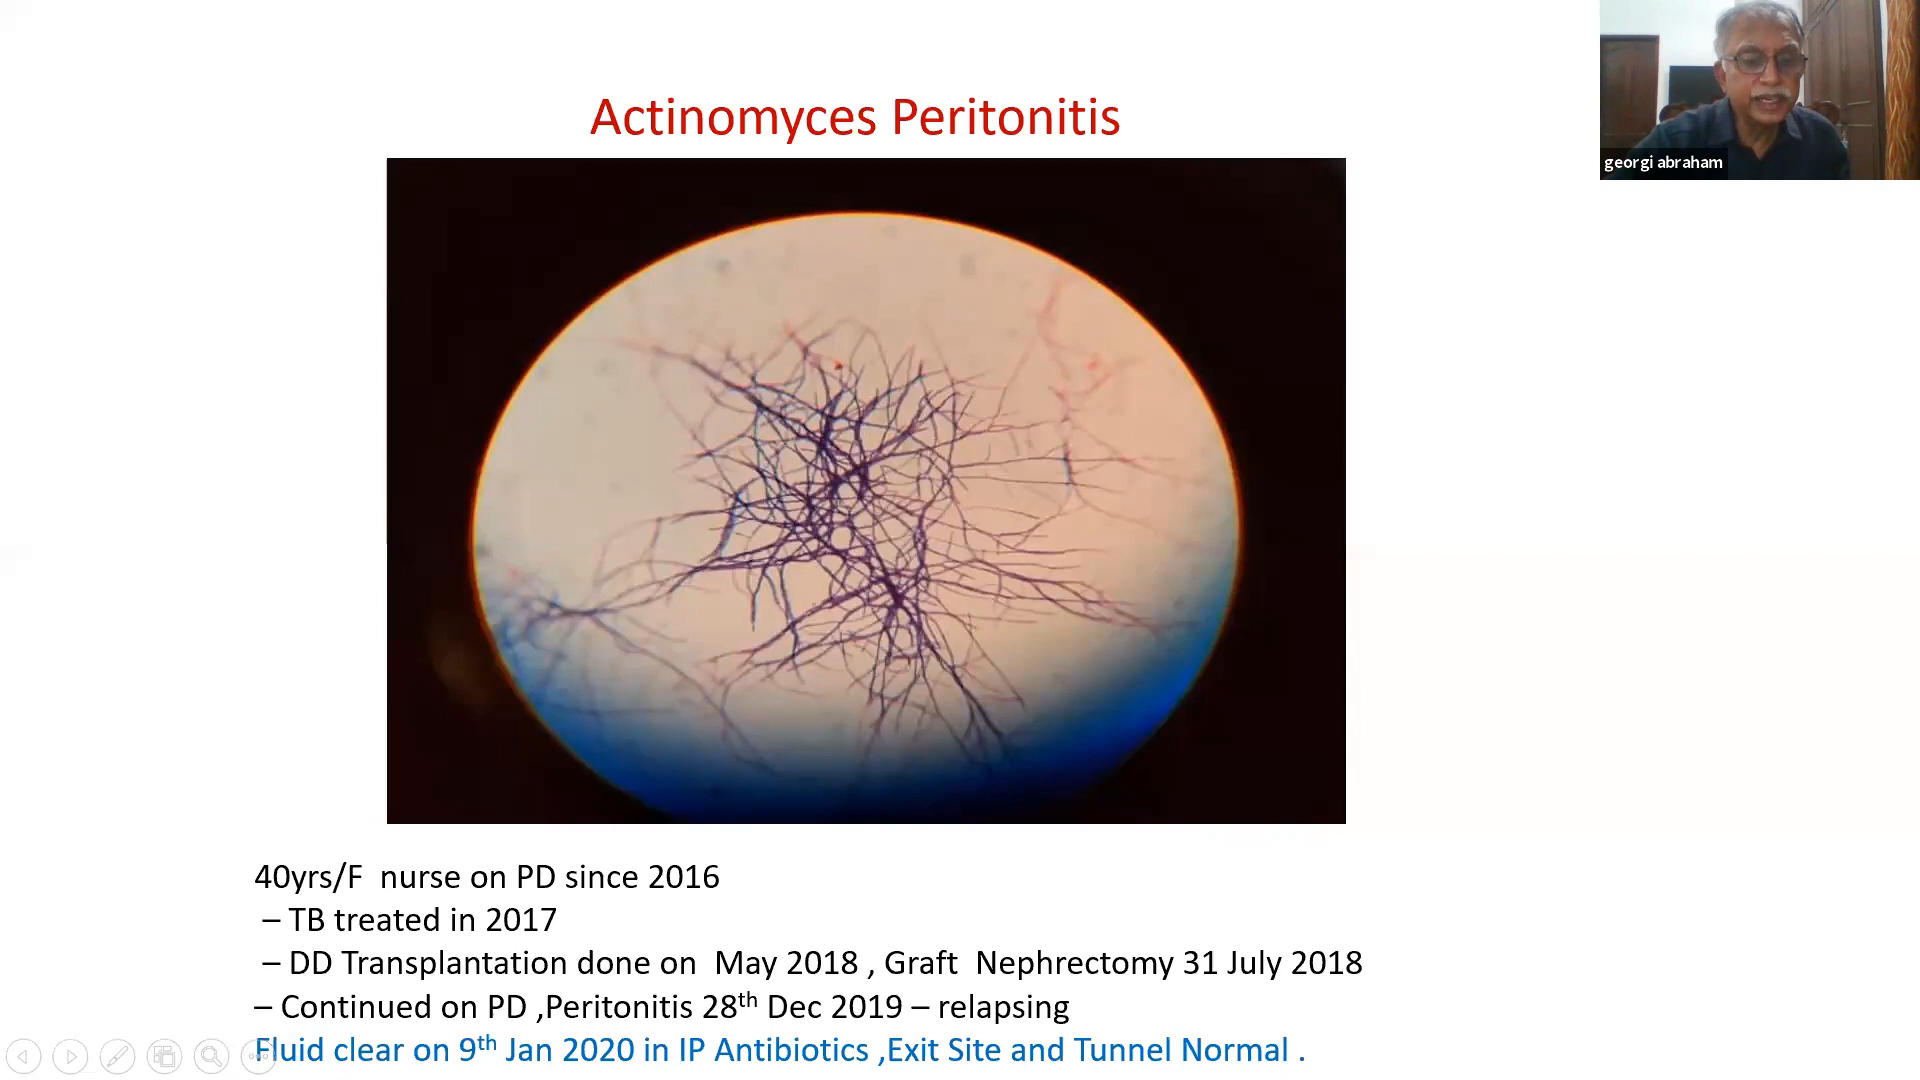 Actinomyces Peritonitis
georgi abraham
40yrs/F nurse on PD since 2016
– TB treated in 2017
– DD Transplantation done on May 2018 , Graft Nephrectomy 31 July 2018
– Continued on PD ,Peritonitis 28th Dec 2019 – relapsing
Fluid clear on 9th Jan 2020 in IP Antibiotics ,Exit Site and Tunnel Normal .